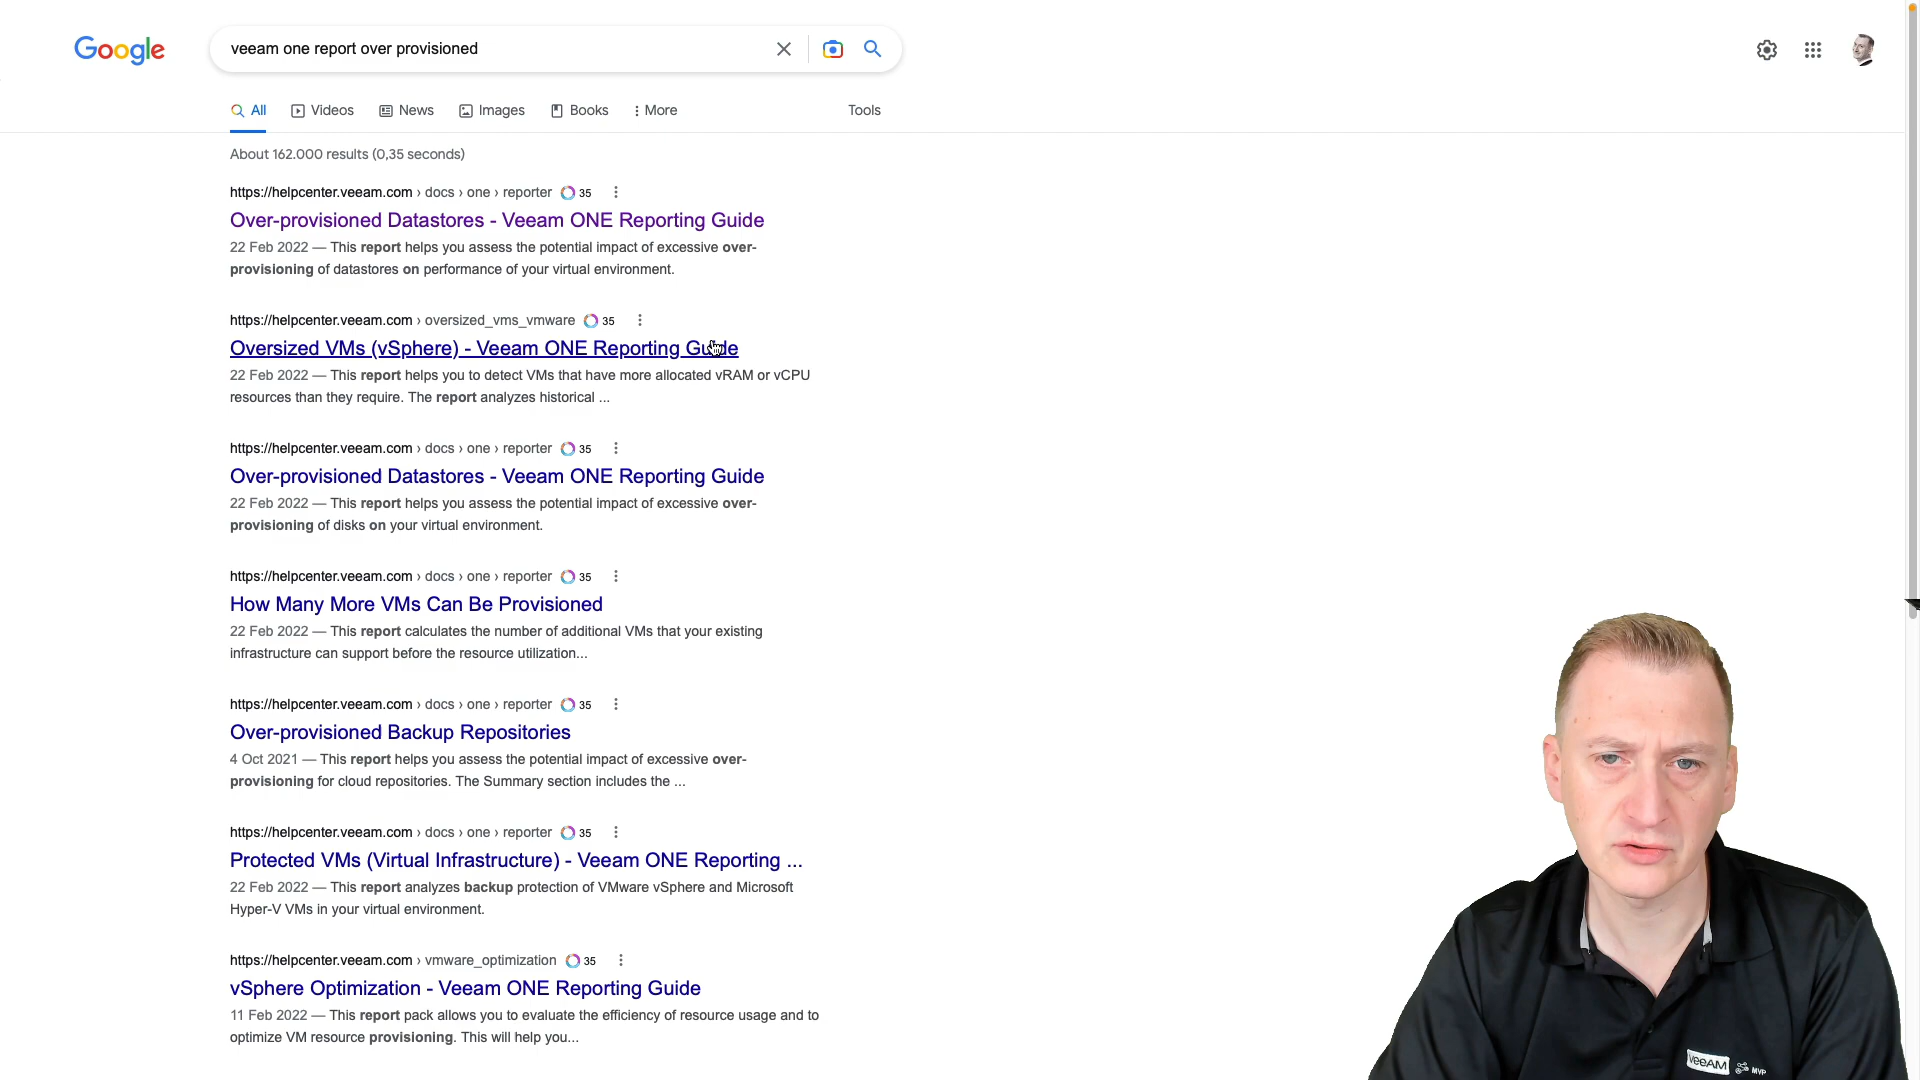 Google
veeam one report over provisioned
All
Videos
News
Images
Books
More
Tools
About 162.000 results (0,35 seconds)
https://helpcenter.veeam.com › docs › one › reporter 35
Over-provisioned Datastores - Veeam ONE Reporting Guide
22 Feb 2022 — This report helps you assess the potential impact of excessive over-
provisioning of datastores on performance of your virtual environment.
https://helpcenter.veeam.com › oversized_vms_vmware 35
Oversized VMs (vSphere) - Veeam ONE Reporting Guide
22 Feb 2022 — This report helps you to detect VMs that have more allocated vRAM or vCPU
resources than they require. The report analyzes historical ...
https://helpcenter.veeam.com › docs › one › reporter 35
Over-provisioned Datastores - Veeam ONE Reporting Guide
22 Feb 2022 — This report helps you assess the potential impact of excessive over-
provisioning of disks on your virtual environment.
https://helpcenter.veeam.com › docs › one › reporter 35
How Many More VMs Can Be Provisioned
22 Feb 2022 — This report calculates the number of additional VMs that your existing
infrastructure can support before the resource utilization...
https://helpcenter.veeam.com › docs › one › reporter 35
Over-provisioned Backup Repositories
4 Oct 2021 — This report helps you assess the potential impact of excessive over-
provisioning for cloud repositories. The Summary section includes the ...
https://helpcenter.veeam.com › docs › one › reporter 35
Protected VMs (Virtual Infrastructure) - Veeam ONE Reporting ...
22 Feb 2022 — This report analyzes backup protection of VMware vSphere and Microsoft
Hyper-V VMs in your virtual environment.
https://helpcenter.veeam.com › vmware_optimization 35
vSphere Optimization - Veeam ONE Reporting Guide
11 Feb 2022 — This report pack allows you to evaluate the efficiency of resource usage and to
optimize VM resource provisioning. This will help you...
veeAM MVP